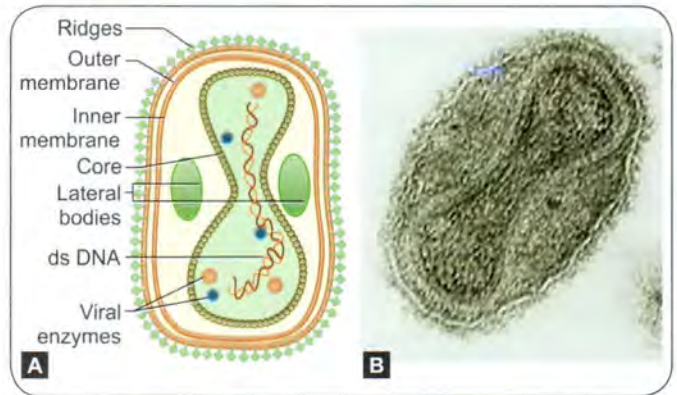 Ridges
Outer
membrane
Inner
membrane
Core
Lateral
bodies
ds DNA
Viral
enzymes
A
B